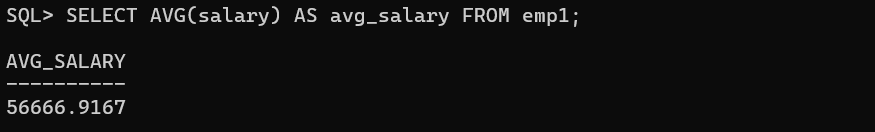 SQL> SELECT AVG(salary) AS avg_salary FROM emp1;
AVG_SALARY
----------
56666.9167